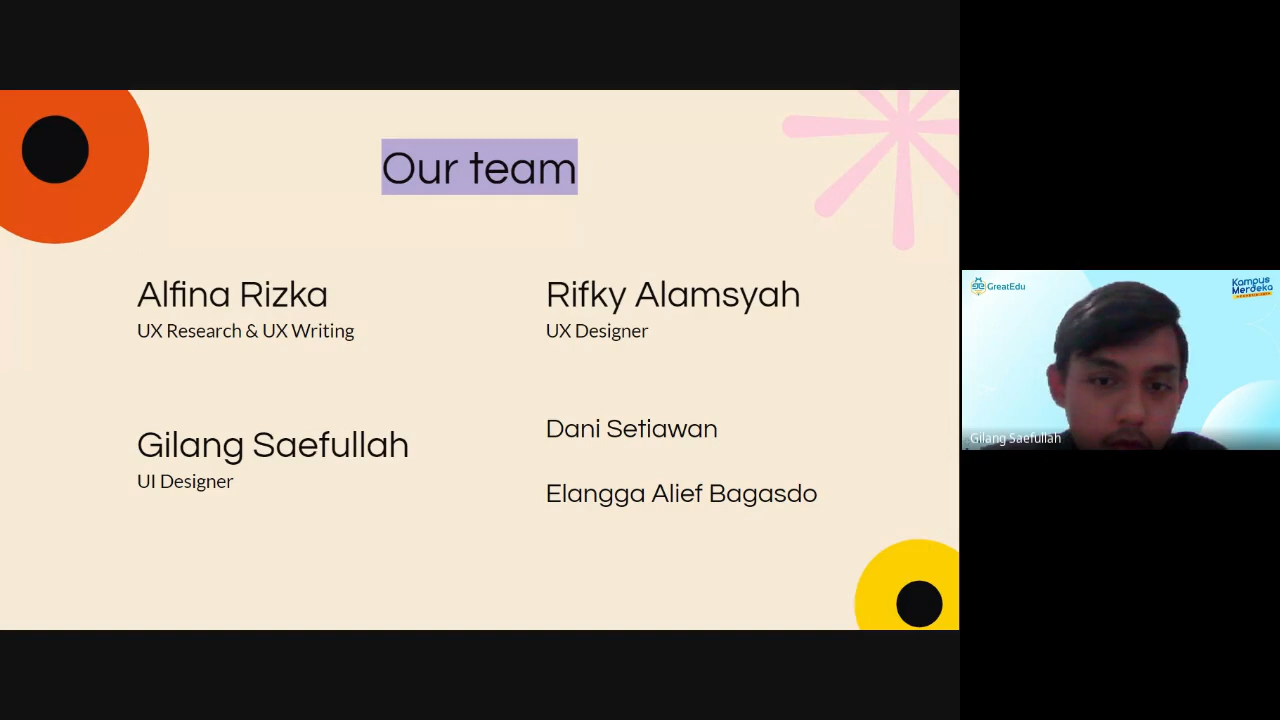 Our team
Alfina Rizka
UX Research & UX Writing
Rifky Alamsyah
UX Designer
Gilang Saefullah
UI Designer
Dani Setiawan
Elangga Alief Bagasdo
GreatEdu
Kampus
Merdeka
Gilang Saefullah